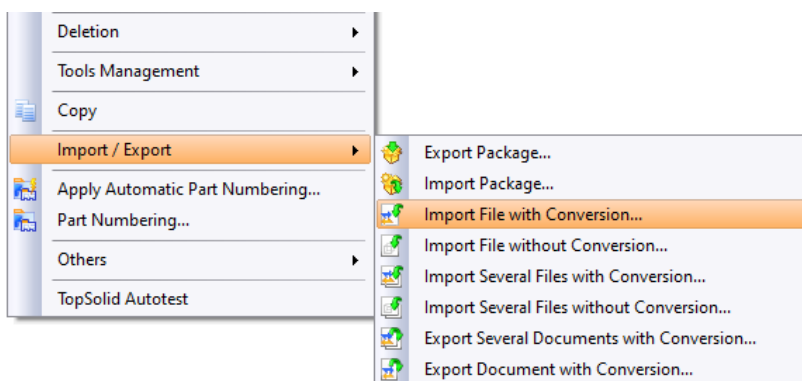 Deletion
Tools Management
Copy
Import / Export
Apply Automatic Part Numbering...
Part Numbering...
Others
TopSolid Autotest
Export Package...
Import Package...
Import File with Conversion...
Import File without Conversion...
Import Several Files with Conversion...
Import Several Files without Conversion...
Export Several Documents with Conversion...
Export Document with Conversion...